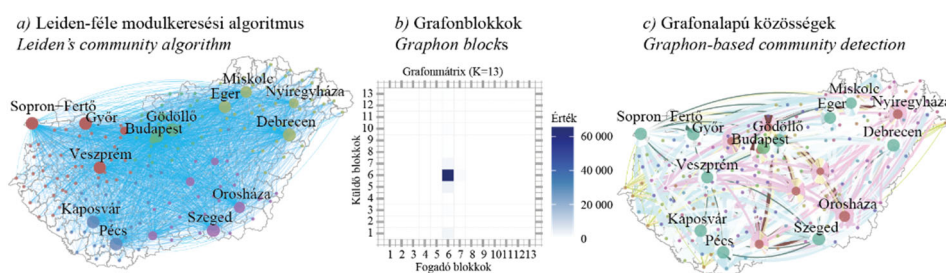 a) Leiden-féle modulkeresési algoritmus
Leiden's community algorithm
Miskolc
Eger
Nyíregyháza
Sopron–Fertő
Győr
Gödöllő
Budapest
Debrecen
Veszprém
Orosháza
Kaposvár
Szeged
Pécs
b) Grafonblokkok
Graphon blocks
Grafonmátrix (K=13)
Küldő blokkok
13
12
11
10
9
8
7
6
5
4
3
2
1
1 2 3 4 5 6 7 8 9 10 11 12 13
Fogadó blokkok
Érték
60 000
40 000
20 000
0
c) Grafonalapú közösségek
Graphon-based community detection
Miskolc
Eger
Nyíregyháza
Sopron–Fertő
Győr
Gödöllő
Budapest
Debrecen
Veszprém
Orosháza
Kaposvár
Szeged
Pécs